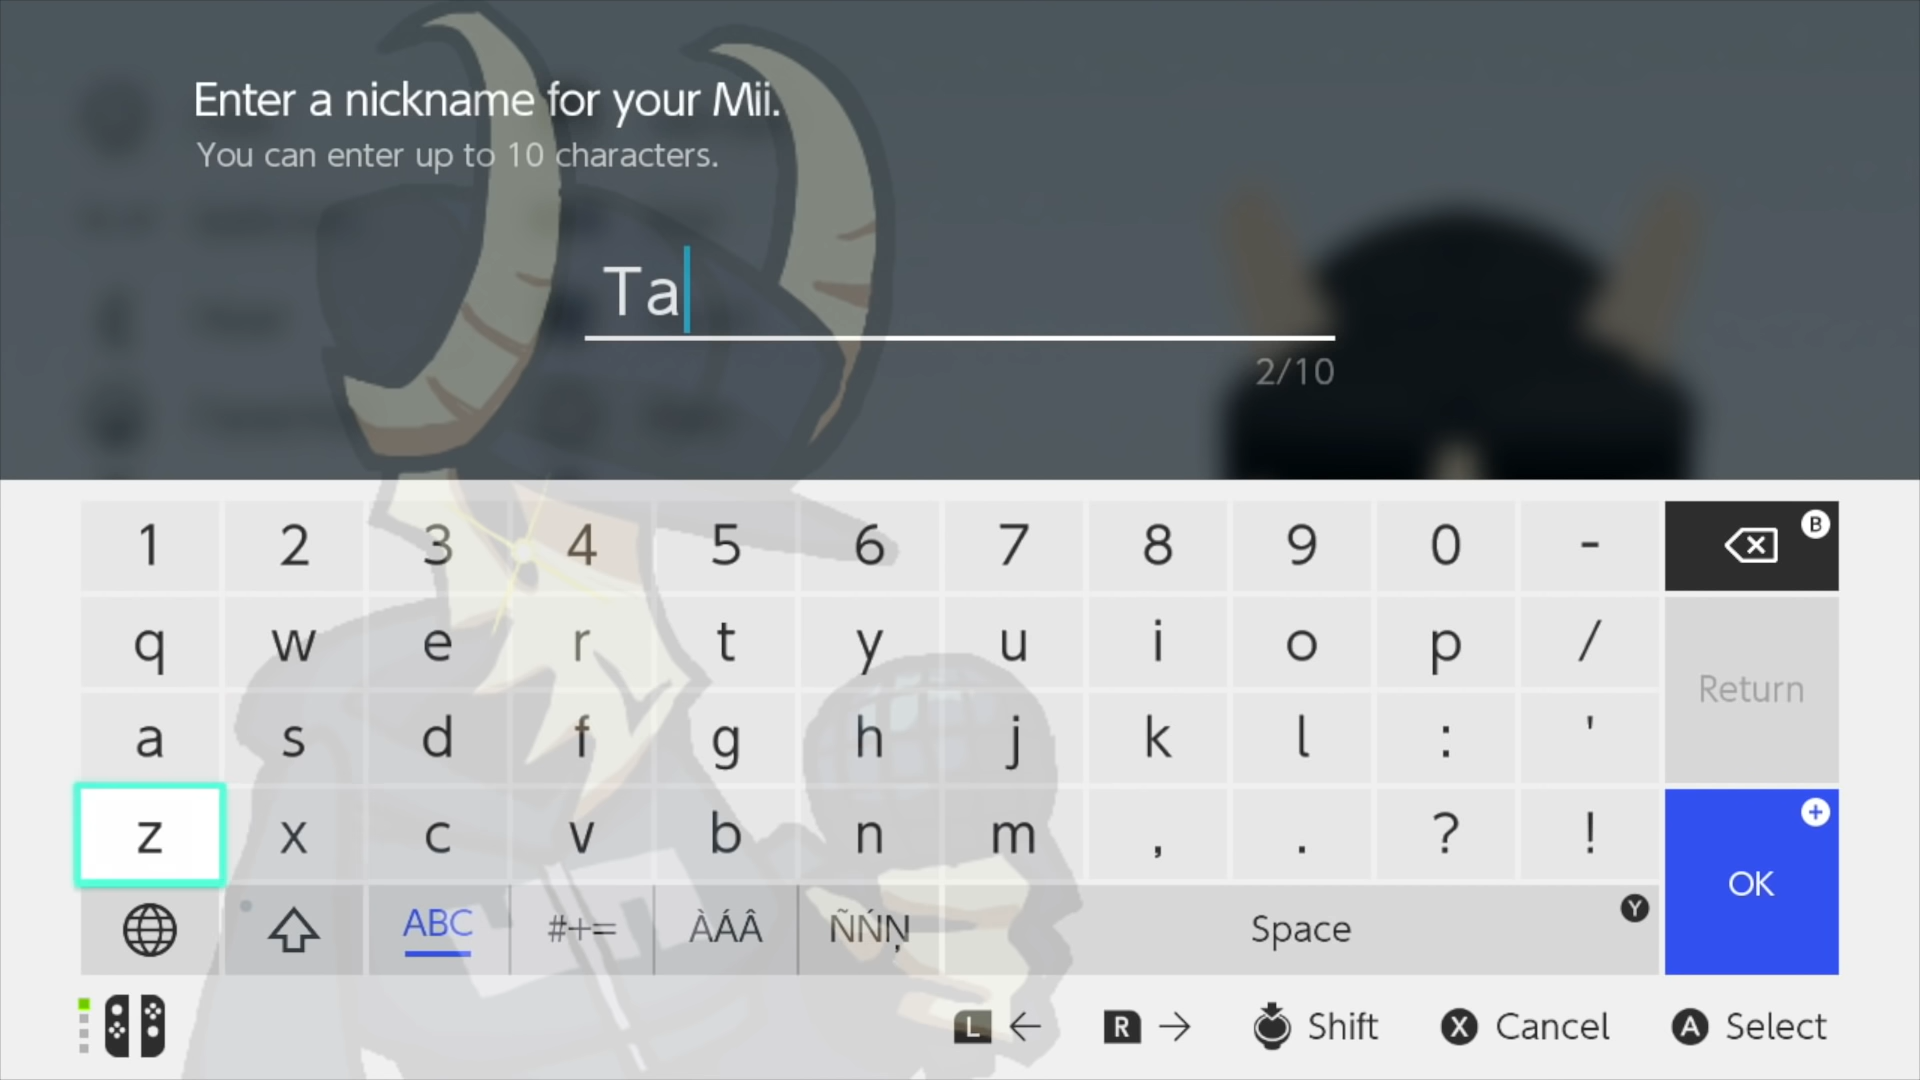 Enter a nickname for your Mii.
You can enter up to 10 characters.
Ta
2/10
1 2 3 4 5 6 7 8 9 0 - B
q w e r t y u i o p /
Return
a s d f g h j k l : '
z x c v b n m , . ? ! +
OK
ABC #+= ÀÁÂ ÑŃŅ Space Y
L ← R → Shift X Cancel A Select